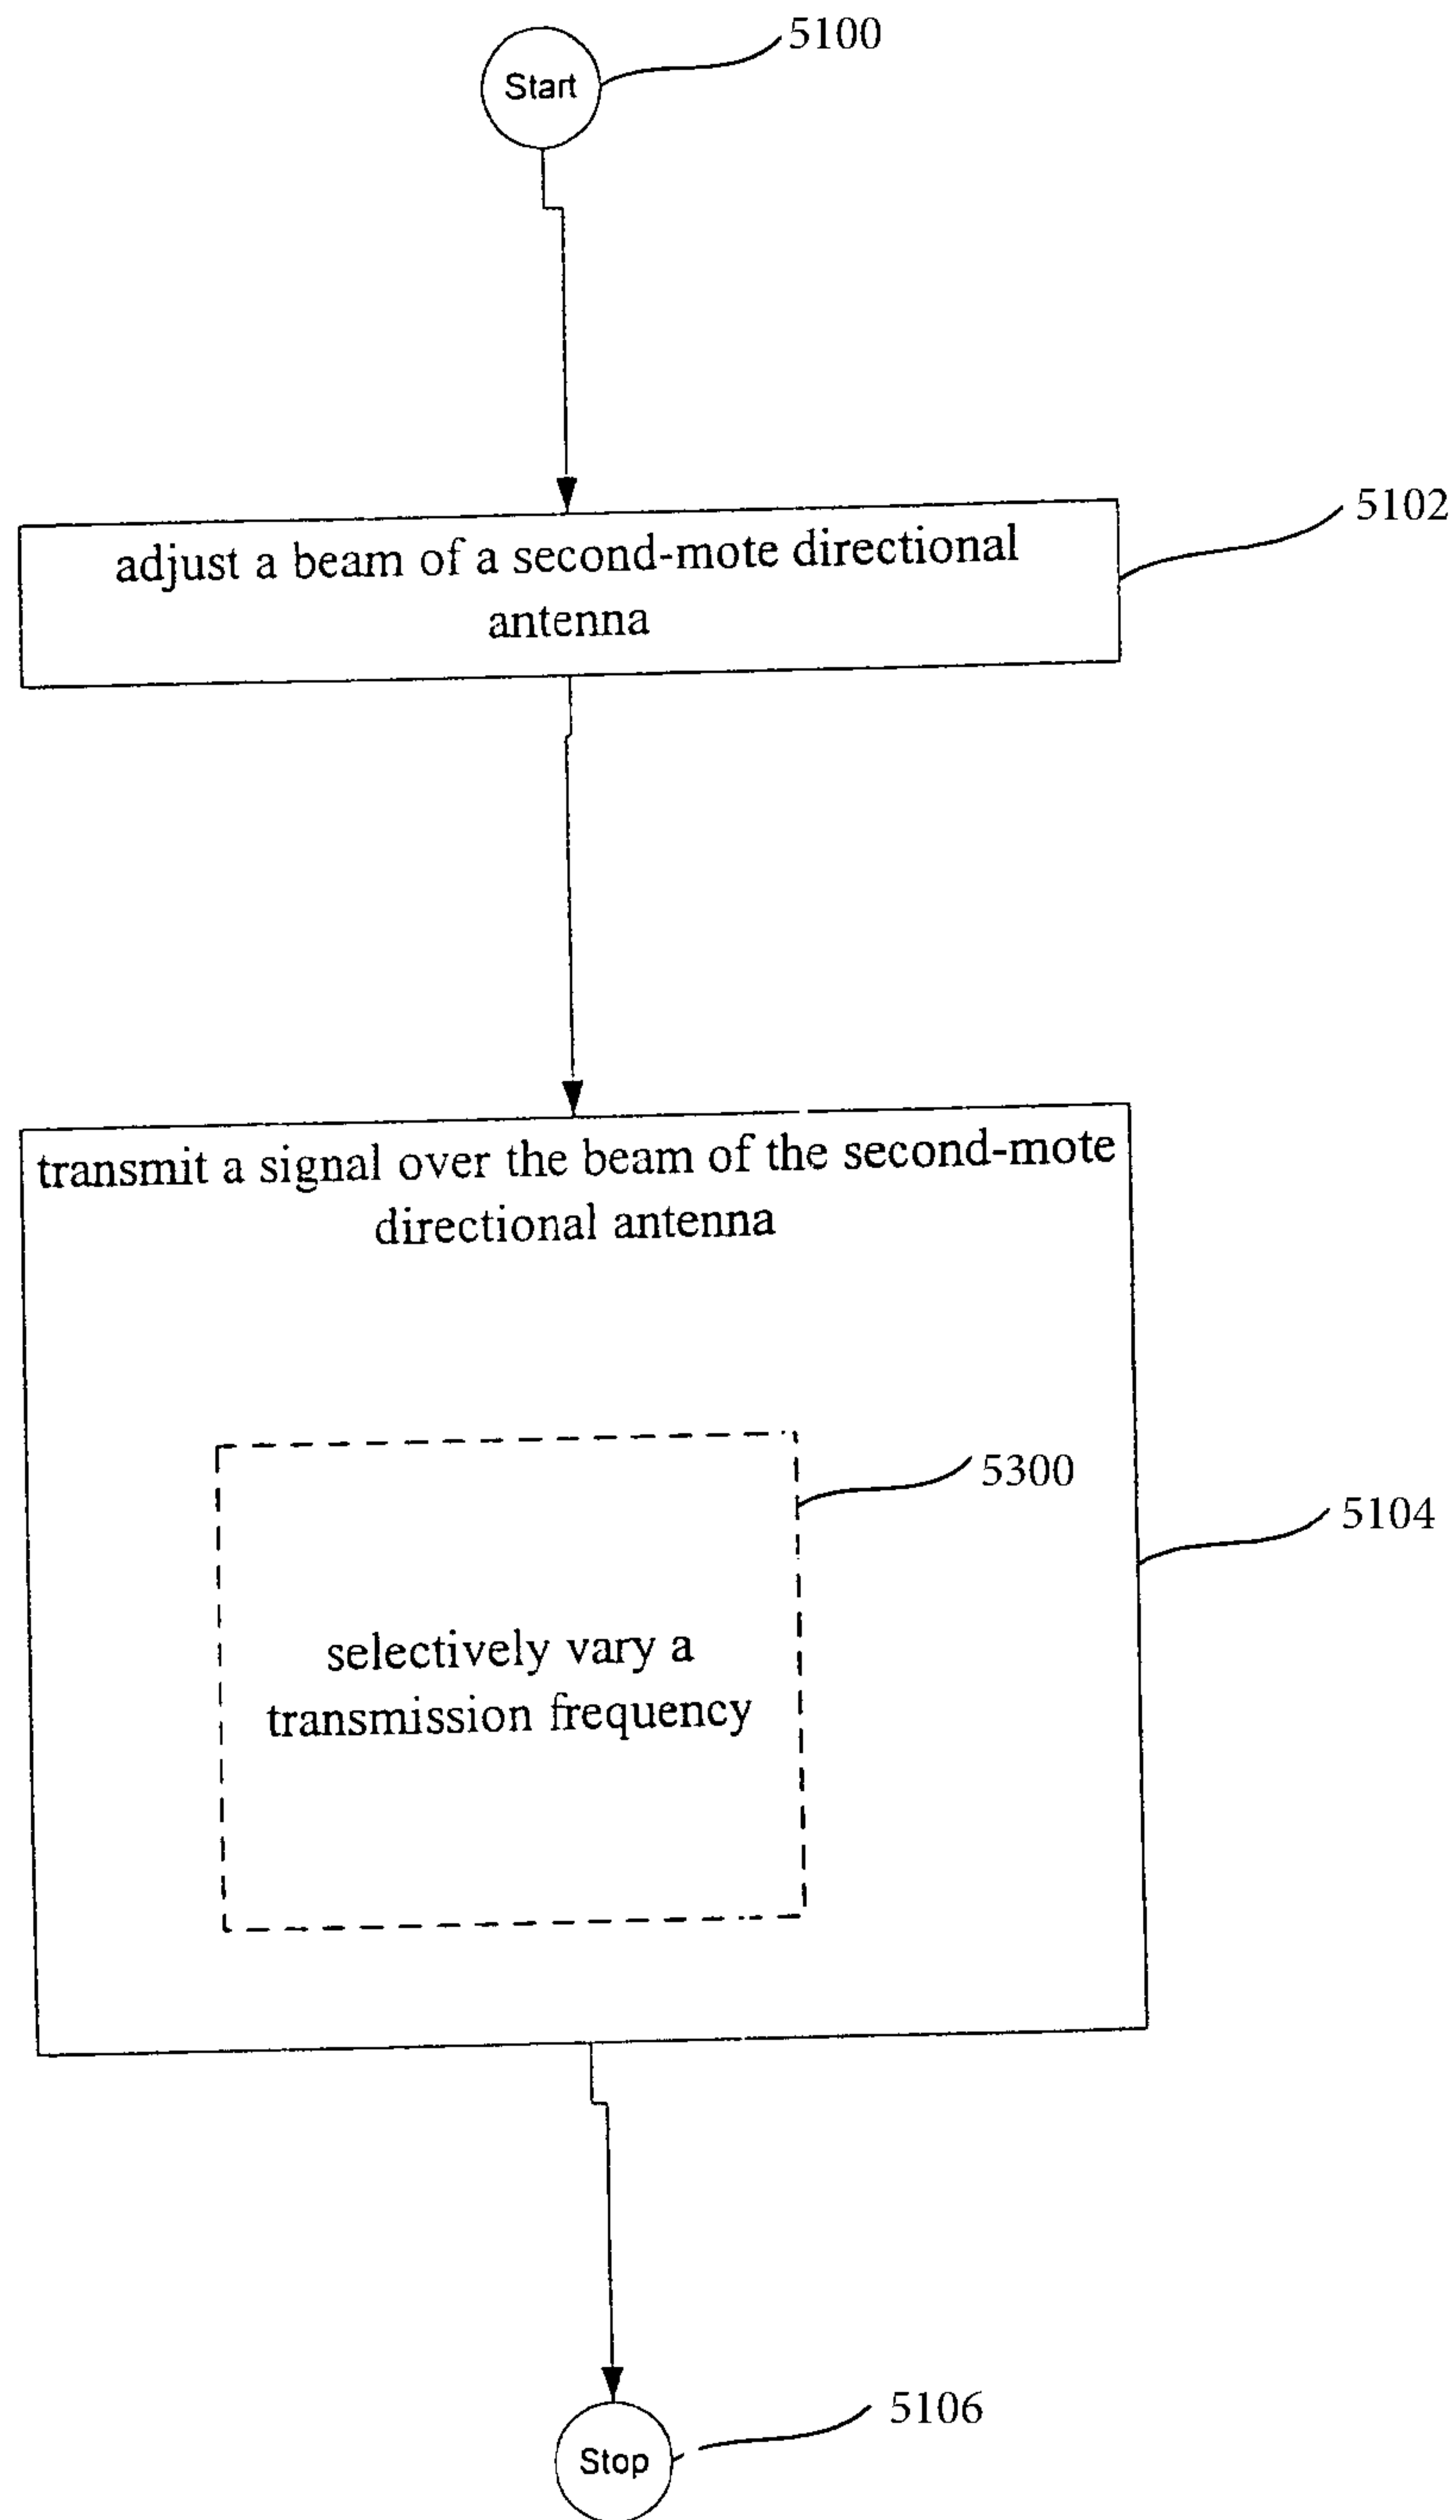 5100
Start
5102
adjust a beam of a second-mote directional
antenna
transmit a signal over the beam of the second-mote
directional antenna
5300
5104
selectively vary a
transmission frequency
5106
Stop